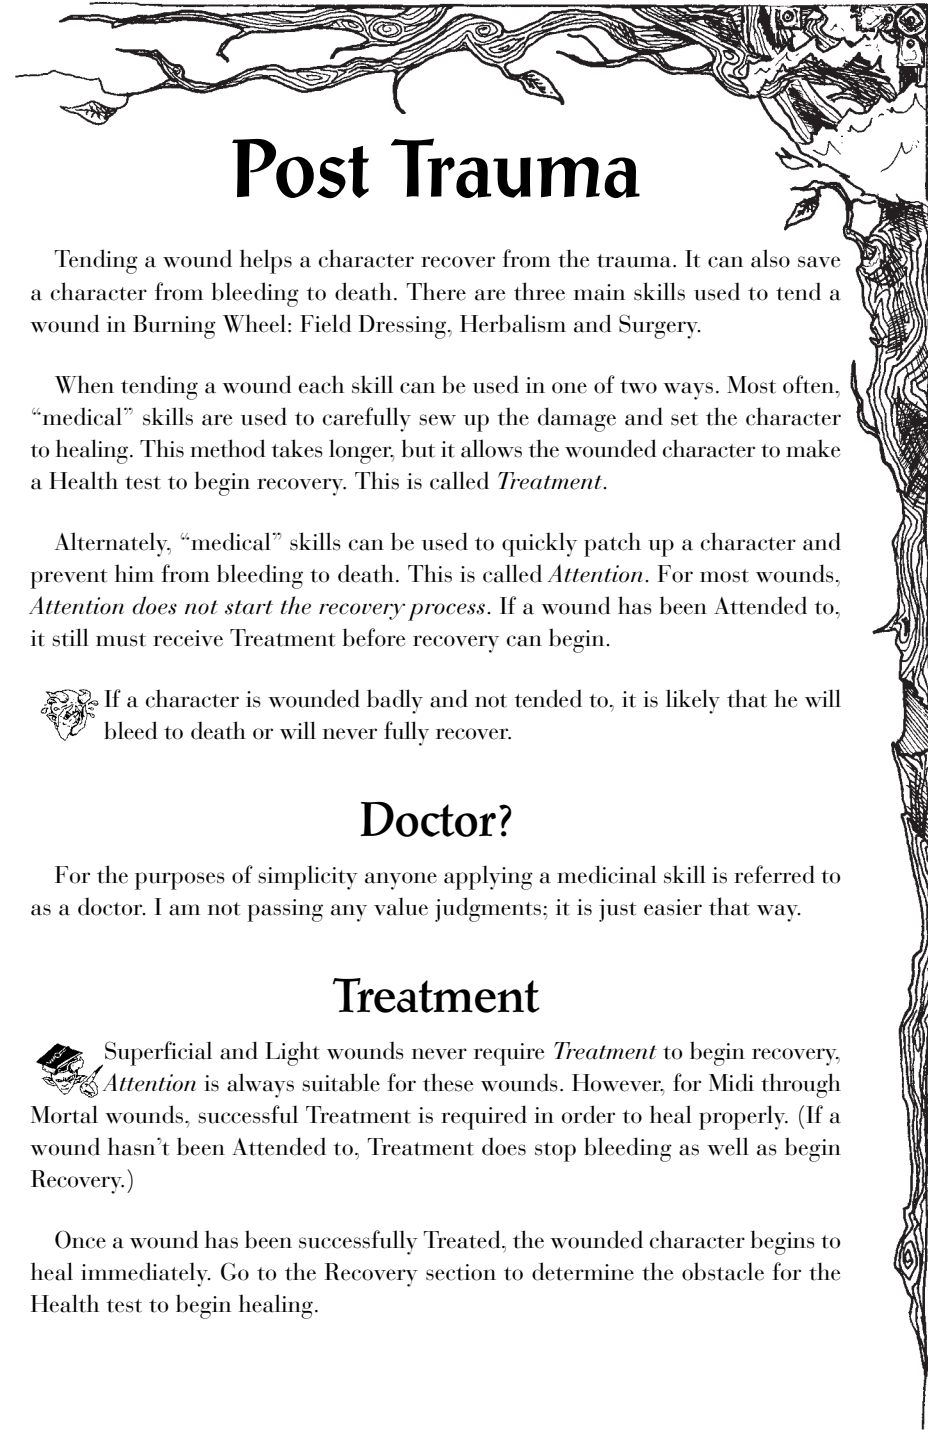 Post Trauma
Tending a wound helps a character recover from the trauma. It can also save
a character from bleeding to death. There are three main skills used to tend a
wound in Burning Wheel: Field Dressing, Herbalism and Surgery.
When tending a wound each skill can be used in one of two ways. Most often,
“medical” skills are used to carefully sew up the damage and set the character
to healing. This method takes longer, but it allows the wounded character to make
a Health test to begin recovery. This is called Treatment.
Alternately, “medical” skills can be used to quickly patch up a character and
prevent him from bleeding to death. This is called Attention. For most wounds,
Attention does not start the recovery process. If a wound has been Attended to,
it still must receive Treatment before recovery can begin.
If a character is wounded badly and not tended to, it is likely that he will
bleed to death or will never fully recover.
Doctor?
For the purposes of simplicity anyone applying a medicinal skill is referred to
as a doctor. I am not passing any value judgments; it is just easier that way.
Treatment
Superficial and Light wounds never require Treatment to begin recovery,
Attention is always suitable for these wounds. However, for Midi through
Mortal wounds, successful Treatment is required in order to heal properly. (If a
wound hasn’t been Attended to, Treatment does stop bleeding as well as begin
Recovery.)
Once a wound has been successfully Treated, the wounded character begins to
heal immediately. Go to the Recovery section to determine the obstacle for the
Health test to begin healing.